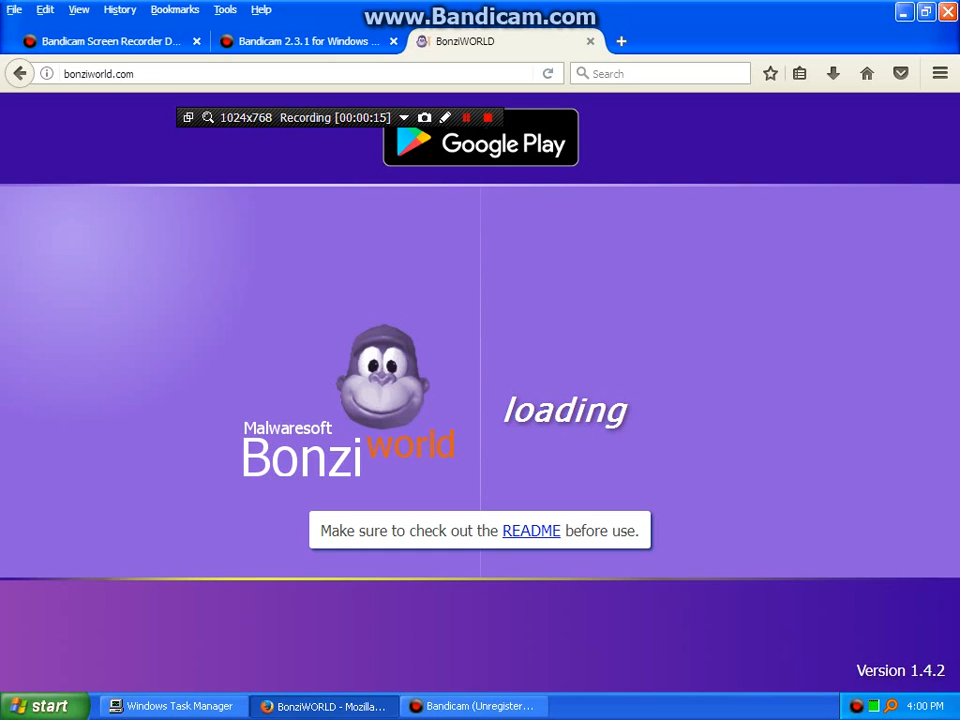 www.Bandicam.com
File Edit View History Bookmarks Tools Help
Bandicam Screen Recorder D...
Bandicam 2.3.1 for Windows ...
BonziWORLD
bonziworld.com
Search
1024x768 Recording [00:00:15]
Google Play
Malwaresoft
Bonzi world
loading
Make sure to check out the README before use.
Version 1.4.2
start
Windows Task Manager
BonziWORLD - Mozilla...
Bandicam (Unregister...
4:00 PM